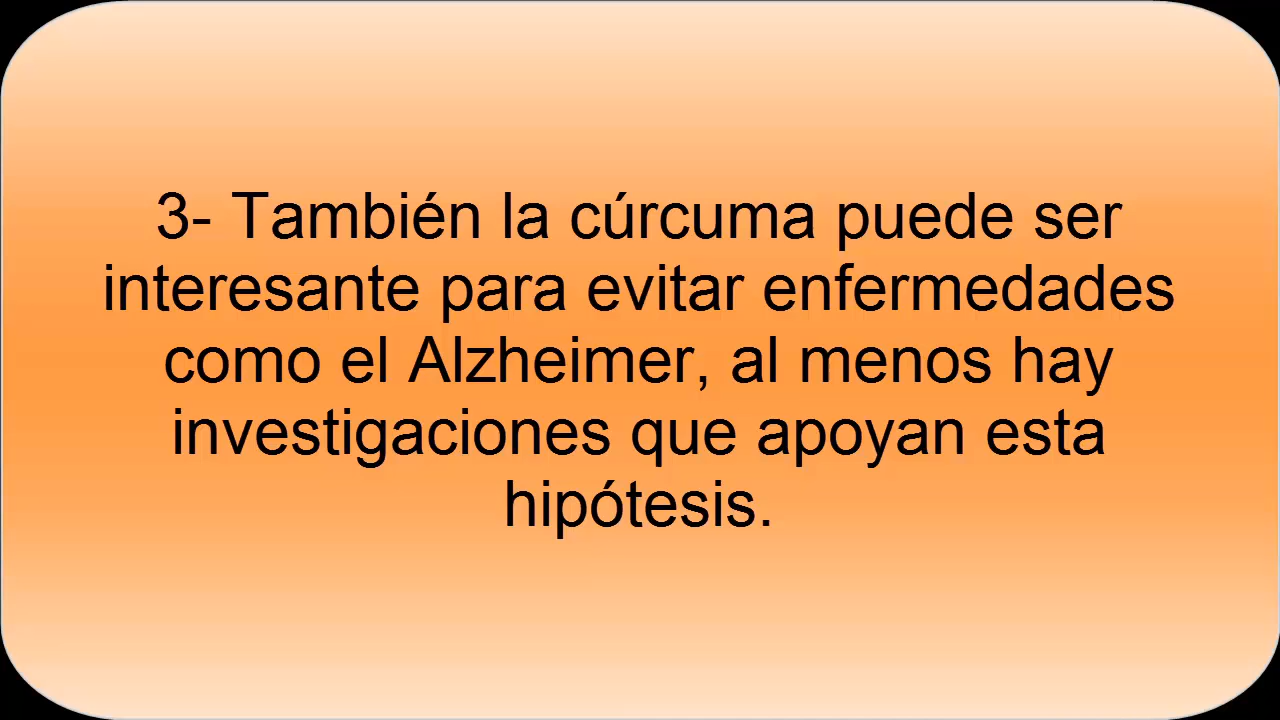 3- También la cúrcuma puede ser
interesante para evitar enfermedades
como el Alzheimer, al menos hay
investigaciones que apoyan esta
hipótesis.